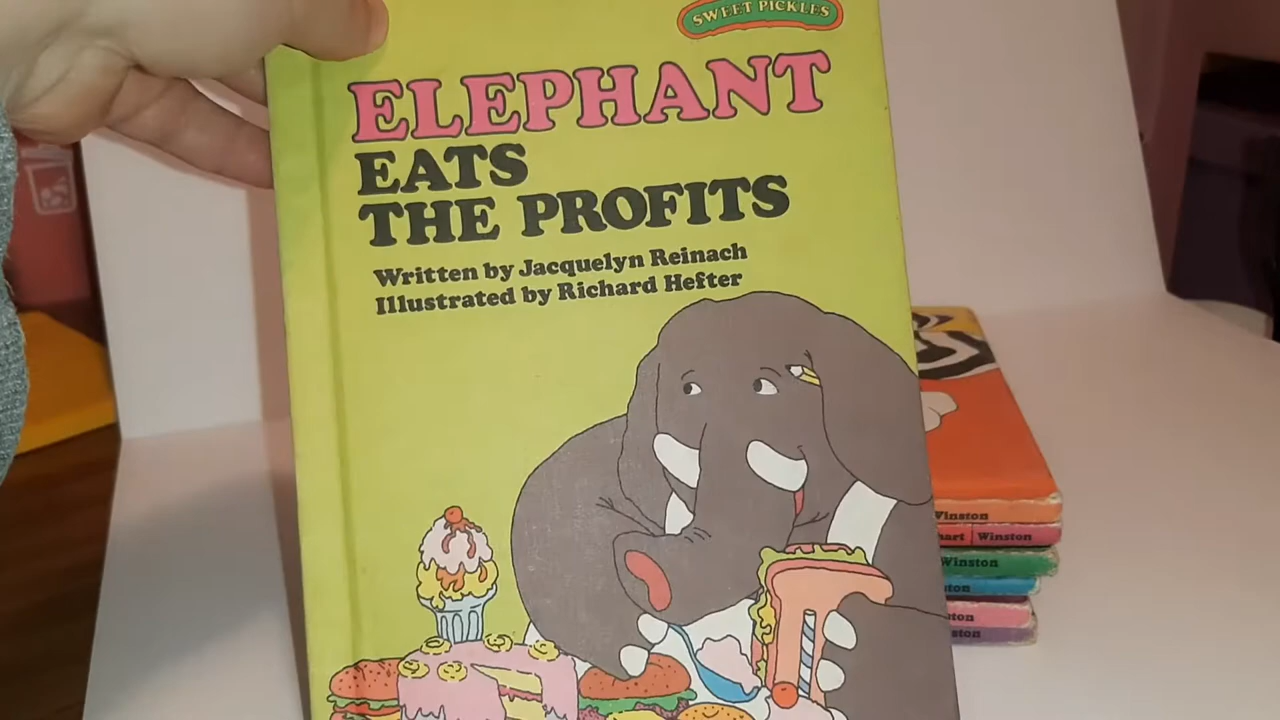 SWEET PICKLES
ELEPHANT
EATS
THE PROFITS
Written by Jacquelyn Reinach
Illustrated by Richard Hefter
Winston
hart Winston
Winston
ston
ston
ston